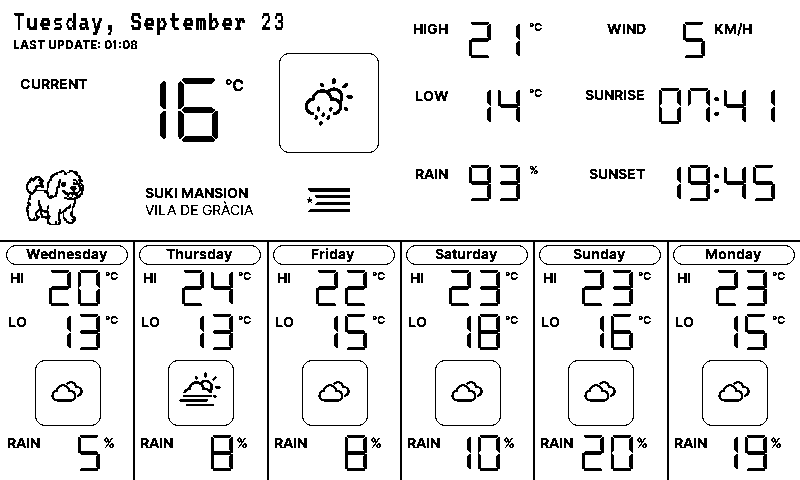 Tuesday, September 23
LAST UPDATE: 01:08
CURRENT 16 °C
SUKI MANSION
VILA DE GRÀCIA
HIGH 21 °C
LOW 14 °C
RAIN 93 %
WIND 5 KM/H
SUNRISE 07:41
SUNSET 19:45
Wednesday
HI 20 °C
LO 13 °C
RAIN 5 %
Thursday
HI 24 °C
LO 13 °C
RAIN 8 %
Friday
HI 22 °C
LO 15 °C
RAIN 8 %
Saturday
HI 23 °C
LO 18 °C
RAIN 10 %
Sunday
HI 23 °C
LO 16 °C
RAIN 20 %
Monday
HI 23 °C
LO 15 °C
RAIN 19 %